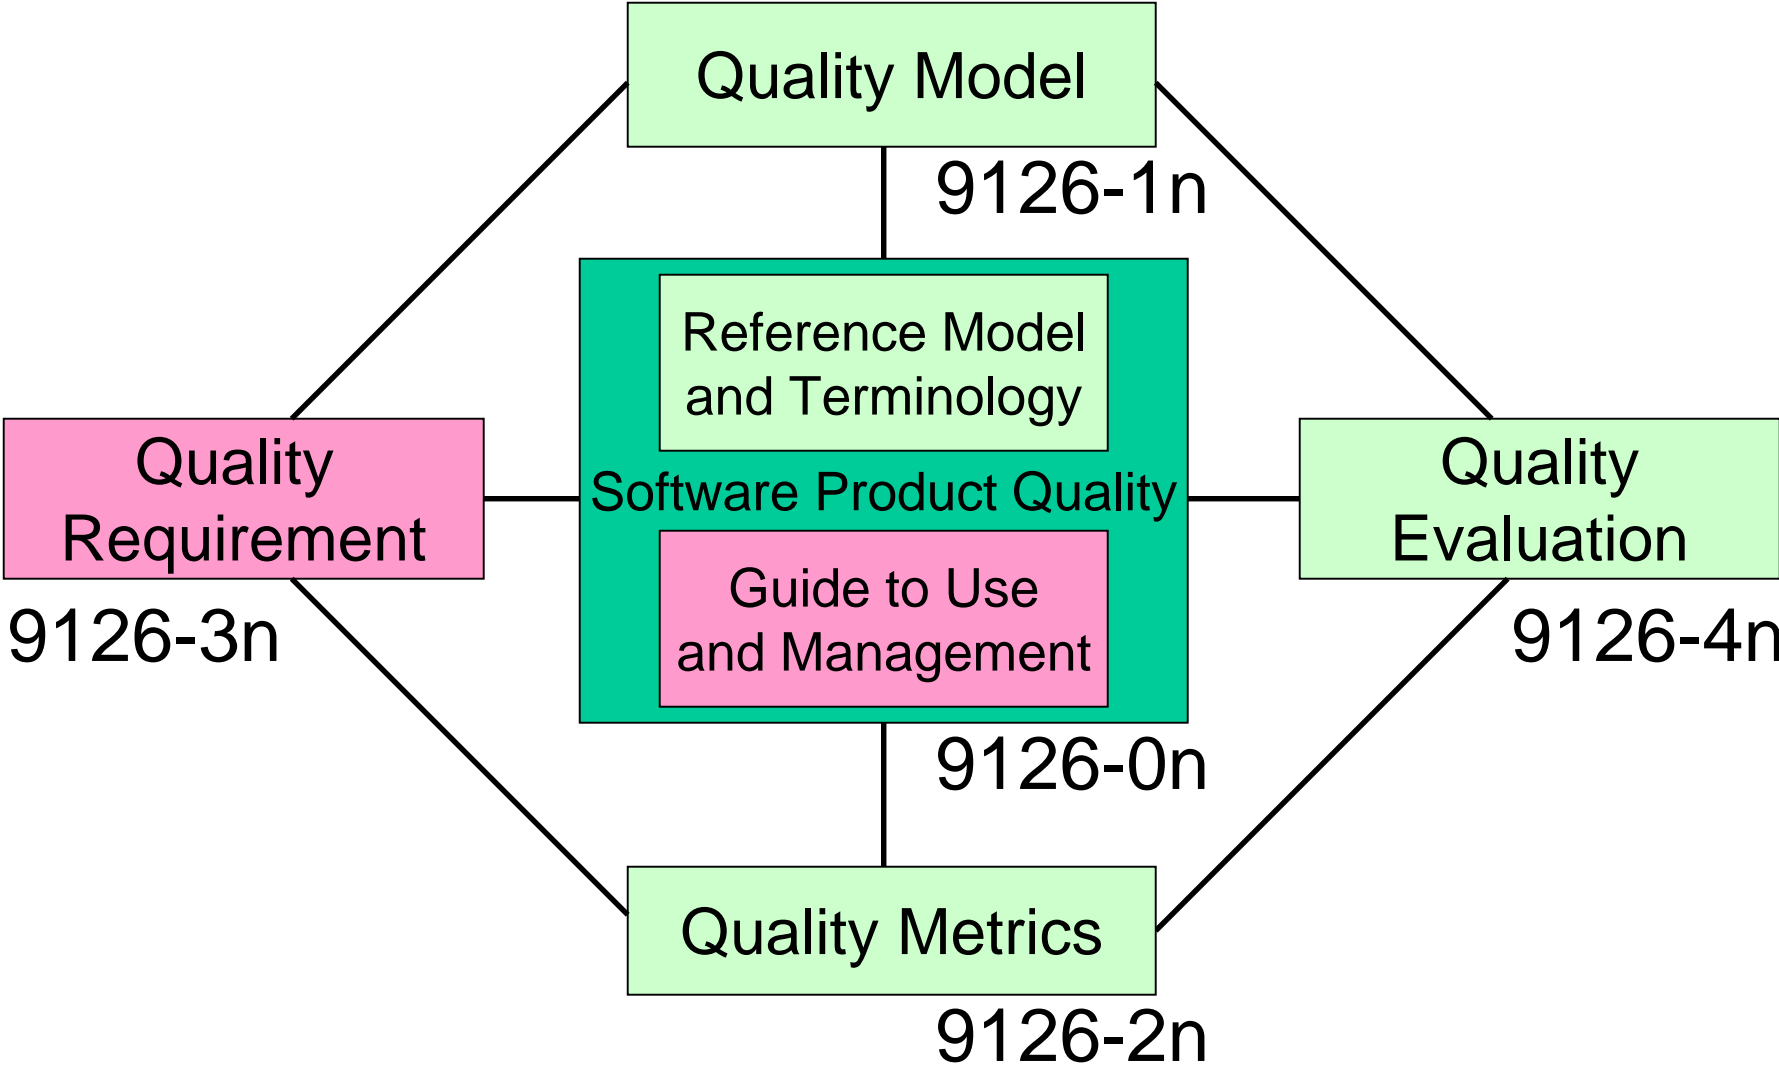 Quality Model
9126-1n
Reference Model
and Terminology
Quality
Requirement
9126-3n
Software Product Quality
Quality
Evaluation
9126-4n
Guide to Use
and Management
9126-0n
Quality Metrics
9126-2n